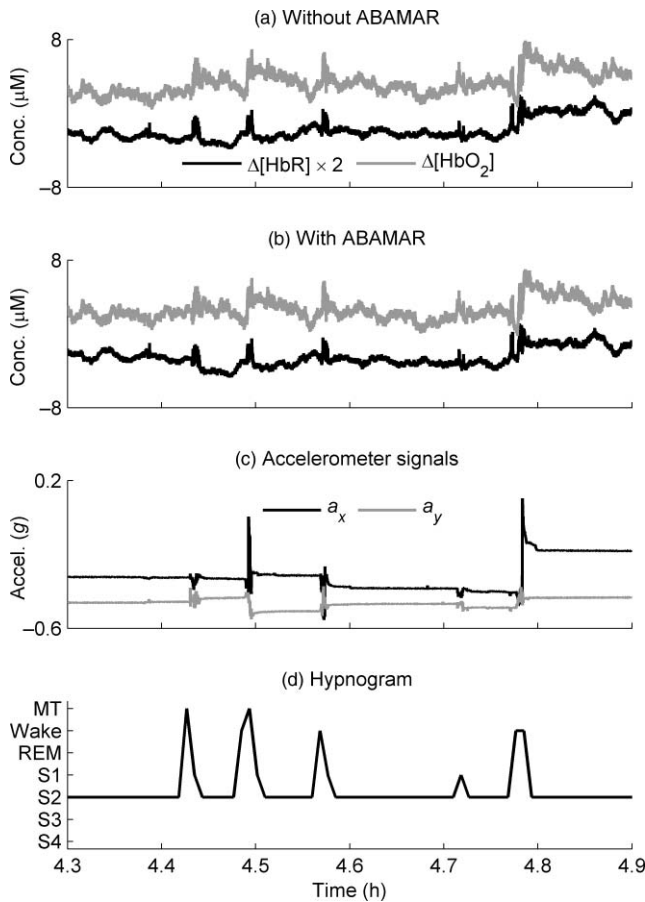 (a) Without ABAMAR
8
Conc. (μM)
−8
Δ[HbR] × 2
Δ[HbO2]
(b) With ABAMAR
8
Conc. (μM)
−8
(c) Accelerometer signals
0.2
Accel. (g)
−0.6
ax
ay
(d) Hypnogram
MT
Wake
REM
S1
S2
S3
S4
4.3 4.4 4.5 4.6 4.7 4.8 4.9
Time (h)